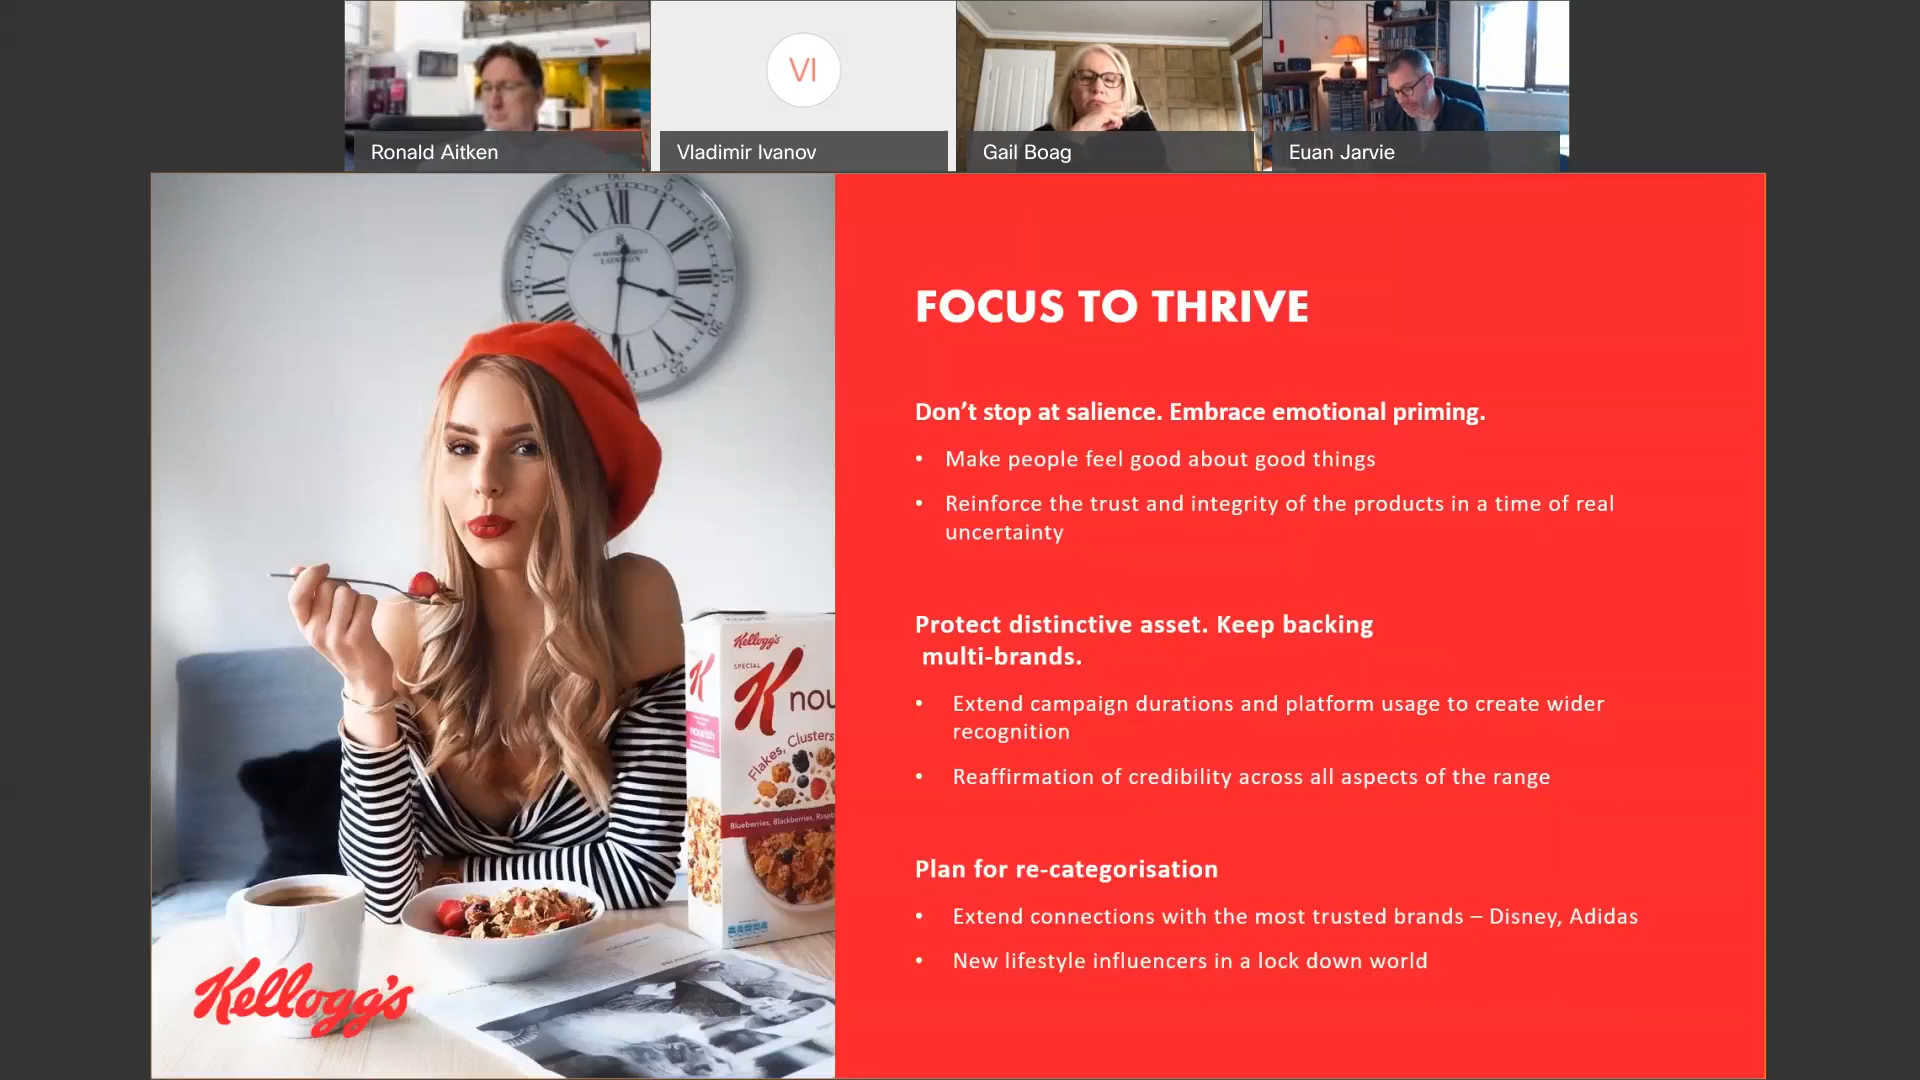 VI
Ronald Aitken
Vladimir Ivanov
Gail Boag
Euan Jarvie
LONDON
FOCUS TO THRIVE
Don’t stop at salience. Embrace emotional priming.
• Make people feel good about good things
• Reinforce the trust and integrity of the products in a time of real
uncertainty
Protect distinctive asset. Keep backing
multi-brands.
• Extend campaign durations and platform usage to create wider
recognition
• Reaffirmation of credibility across all aspects of the range
Plan for re-categorisation
• Extend connections with the most trusted brands – Disney, Adidas
• New lifestyle influencers in a lock down world
Kellogg's
SPECIAL
K nou
Flakes, Clusters
Blueberries, Blackberries, Raspb
nourish
Kellogg's